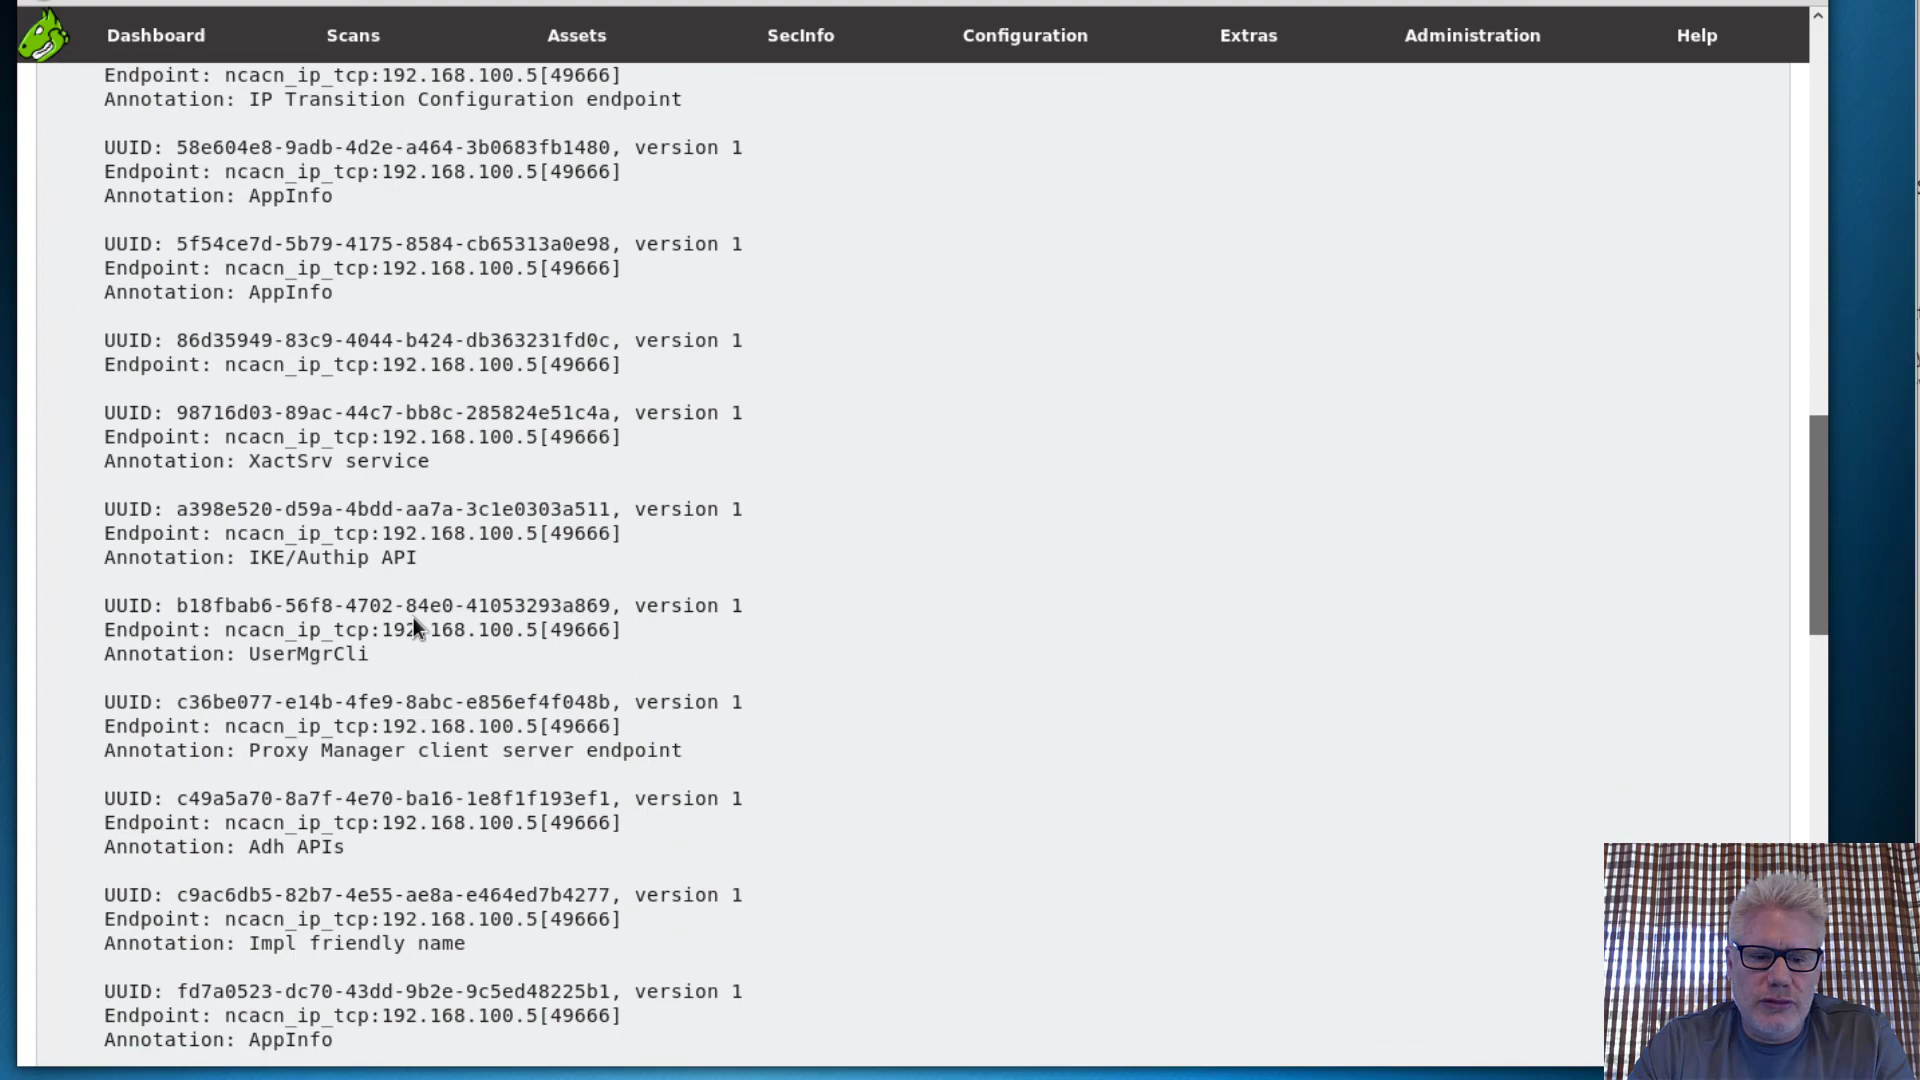 Dashboard Scans Assets SecInfo Configuration Extras Administration Help
Endpoint: ncacn_ip_tcp:192.168.100.5[49666]
Annotation: IP Transition Configuration endpoint
UUID: 58e604e8-9adb-4d2e-a464-3b0683fb1480, version 1
Endpoint: ncacn_ip_tcp:192.168.100.5[49666]
Annotation: AppInfo
UUID: 5f54ce7d-5b79-4175-8584-cb65313a0e98, version 1
Endpoint: ncacn_ip_tcp:192.168.100.5[49666]
Annotation: AppInfo
UUID: 86d35949-83c9-4044-b424-db363231fd0c, version 1
Endpoint: ncacn_ip_tcp:192.168.100.5[49666]
UUID: 98716d03-89ac-44c7-bb8c-285824e51c4a, version 1
Endpoint: ncacn_ip_tcp:192.168.100.5[49666]
Annotation: XactSrv service
UUID: a398e520-d59a-4bdd-aa7a-3c1e0303a511, version 1
Endpoint: ncacn_ip_tcp:192.168.100.5[49666]
Annotation: IKE/Authip API
UUID: b18fbab6-56f8-4702-84e0-41053293a869, version 1
Endpoint: ncacn_ip_tcp:192.168.100.5[49666]
Annotation: UserMgrCli
UUID: c36be077-e14b-4fe9-8abc-e856ef4f048b, version 1
Endpoint: ncacn_ip_tcp:192.168.100.5[49666]
Annotation: Proxy Manager client server endpoint
UUID: c49a5a70-8a7f-4e70-ba16-1e8f1f193ef1, version 1
Endpoint: ncacn_ip_tcp:192.168.100.5[49666]
Annotation: Adh APIs
UUID: c9ac6db5-82b7-4e55-ae8a-e464ed7b4277, version 1
Endpoint: ncacn_ip_tcp:192.168.100.5[49666]
Annotation: Impl friendly name
UUID: fd7a0523-dc70-43dd-9b2e-9c5ed48225b1, version 1
Endpoint: ncacn_ip_tcp:192.168.100.5[49666]
Annotation: AppInfo